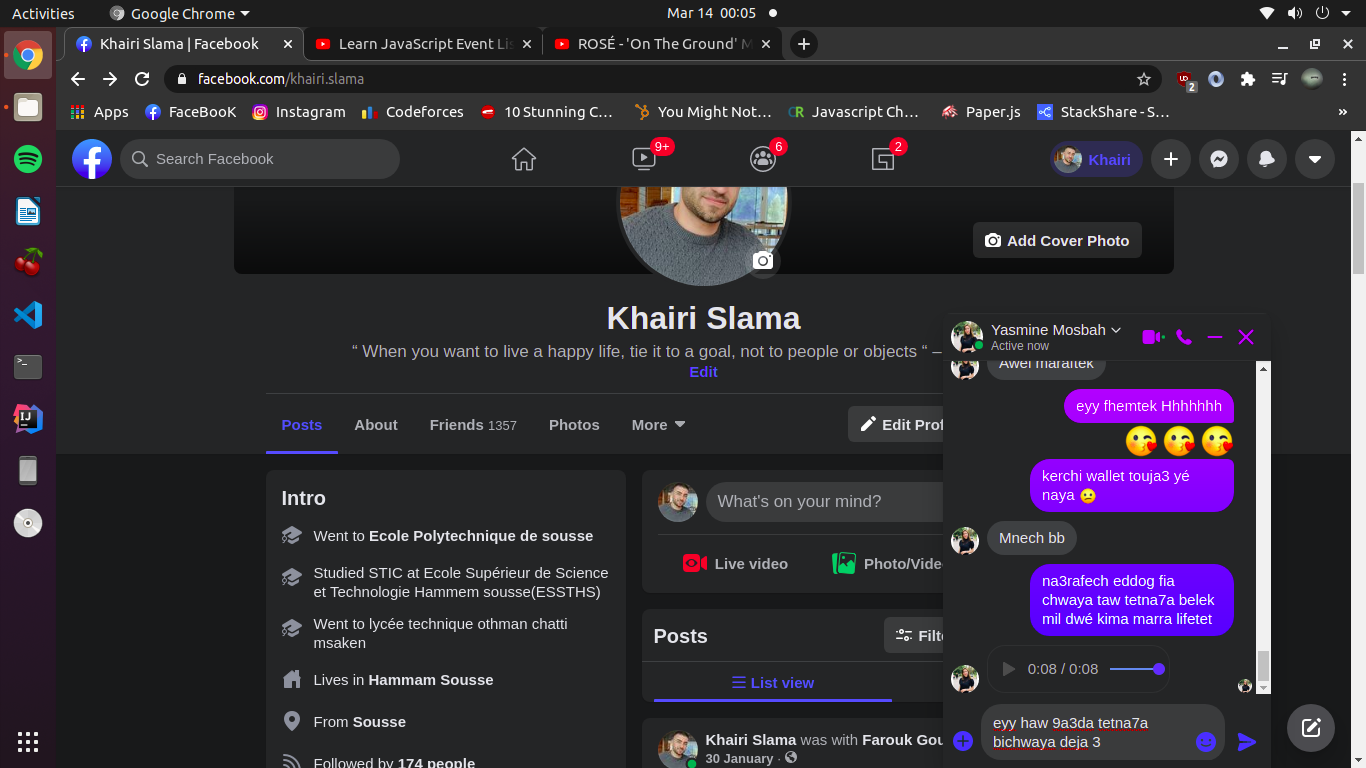 Activities
Google Chrome
Mar 14 00:05
Khairi Slama | Facebook
Learn JavaScript Event Lis
ROSÉ - 'On The Ground' M
facebook.com/khairi.slama
2
Apps
FaceBooK
Instagram
Codeforces
10 Stunning C…
You Might Not…
CR Javascript Ch…
Paper.js
StackShare - S…
»
Search Facebook
9+
6
2
Khairi
Add Cover Photo
Khairi Slama
“ When you want to live a happy life, tie it to a goal, not to people or objects “ –
Edit
Posts
About
Friends 1357
Photos
More
Edit Prof
Intro
Went to Ecole Polytechnique de sousse
Studied STIC at Ecole Supérieur de Science
et Technologie Hammem sousse(ESSTHS)
Went to lycée technique othman chatti
msaken
Lives in Hammam Sousse
From Sousse
Followed by 174 people
What's on your mind?
Live video
Photo/Vide
Posts
Filte
List view
Khairi Slama was with Farouk Gou
30 January ·
Yasmine Mosbah
Active now
Awel maraftek
eyy fhemtek Hhhhhhh
😘 😘 😘
kerchi wallet touja3 yé
naya 😢
Mnech bb
na3rafech eddog fia
chwaya taw tetna7a belek
mil dwé kima marra lifetet
0:08 / 0:08
eyy haw 9a3da tetna7a
bichwaya deja 3